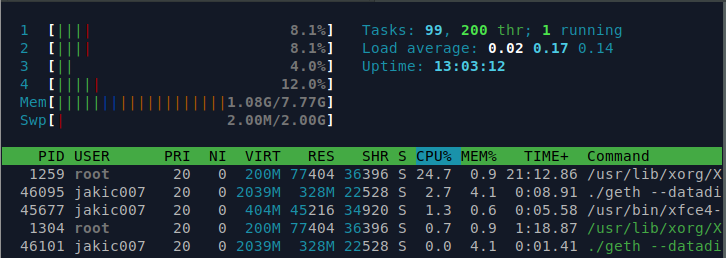 1 [|||| 8.1%] Tasks: 99, 200 thr; 1 running
2 [|||| 8.1%] Load average: 0.02 0.17 0.14
3 [|| 4.0%] Uptime: 13:03:12
4 [||||| 12.0%]
Mem[|||||||||||||||||||1.08G/7.77G]
Swp[| 2.00M/2.00G]
PID USER PRI NI VIRT RES SHR S CPU% MEM% TIME+ Command
1259 root 20 0 200M 77404 36396 S 24.7 0.9 21:12.86 /usr/lib/xorg/X
46095 jakic007 20 0 2039M 328M 22528 S 2.7 4.1 0:08.91 ./geth --datadi
45677 jakic007 20 0 404M 45216 34920 S 1.3 0.6 0:05.58 /usr/bin/xfce4-
1304 root 20 0 200M 77404 36396 S 0.7 0.9 1:18.87 /usr/lib/xorg/X
46101 jakic007 20 0 2039M 328M 22528 S 0.0 4.1 0:01.41 ./geth --datadi